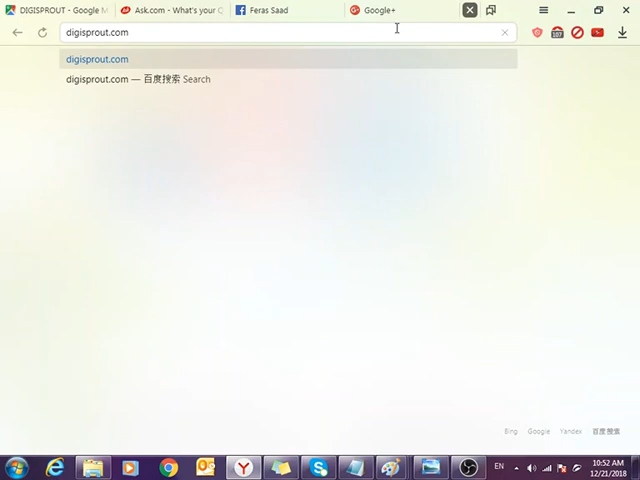 DIGISPROUT - Google M
Ask.com - What's your Q
Feras Saad
Google+
digisprout.com
digisprout.com
digisprout.com — 百度搜索 Search
Bing Google Yandex 百度搜索
EN
10:52 AM
12/21/2018